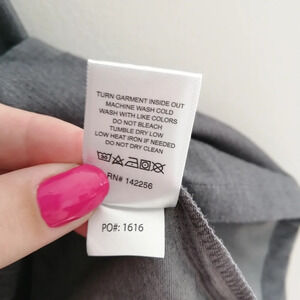 TURN GARMENT INSIDE OUT
MACHINE WASH COLD
WASH WITH LIKE COLORS
DO NOT BLEACH
TUMBLE DRY LOW
LOW HEAT IRON IF NEEDED
DO NOT DRY CLEAN
RN# 142256
PO#: 1616